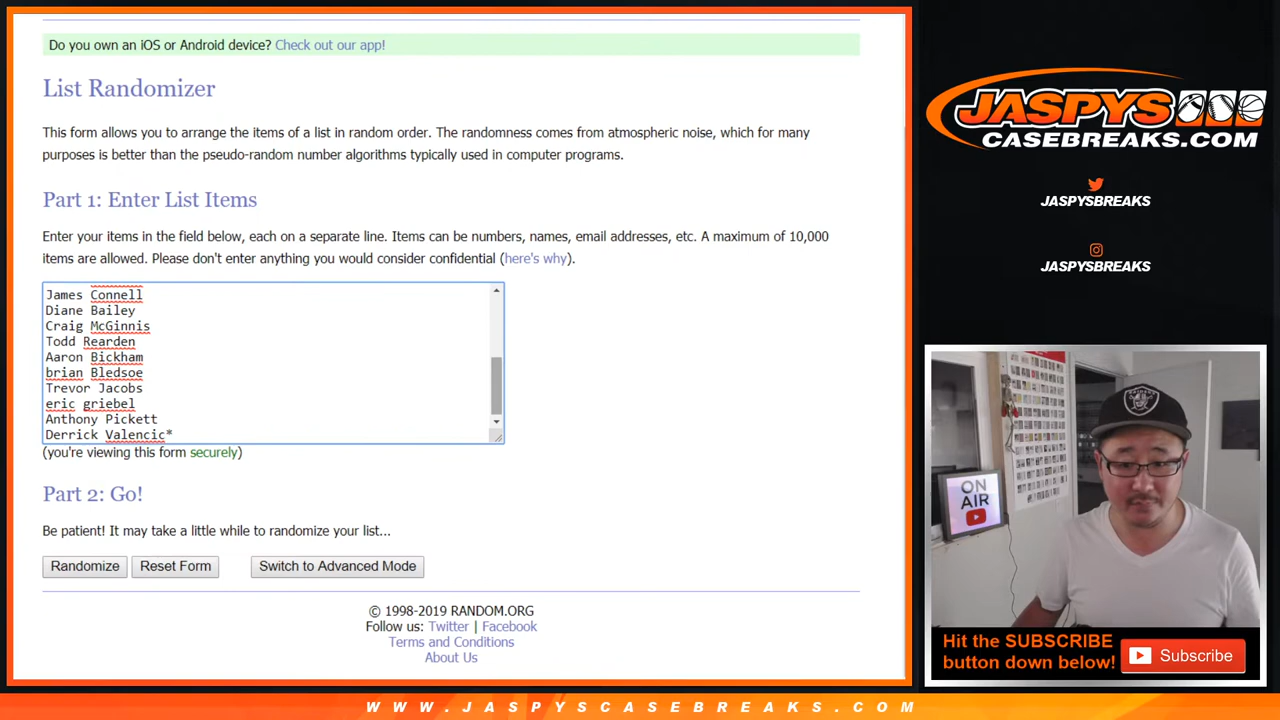 Do you own an iOS or Android device? Check out our app!
List Randomizer
This form allows you to arrange the items of a list in random order. The randomness comes from atmospheric noise, which for many
purposes is better than the pseudo-random number algorithms typically used in computer programs.
Part 1: Enter List Items
Enter your items in the field below, each on a separate line. Items can be numbers, names, email addresses, etc. A maximum of 10,000
items are allowed. Please don't enter anything you would consider confidential (here's why).
James Connell
Diane Bailey
Craig McGinnis
Todd Rearden
Aaron Bickham
brian Bledsoe
Trevor Jacobs
eric griebel
Anthony Pickett
Derrick Valencic*
(you're viewing this form securely)
Part 2: Go!
Be patient! It may take a little while to randomize your list...
Randomize Reset Form Switch to Advanced Mode
© 1998-2019 RANDOM.ORG
Follow us: Twitter | Facebook
Terms and Conditions
About Us
JASPYS
CASEBREAKS.COM
JASPYSBREAKS
JASPYSBREAKS
ON
AIR
Hit the SUBSCRIBE
button down below!
Subscribe
WWW.JASPYSCASEBREAKS.COM